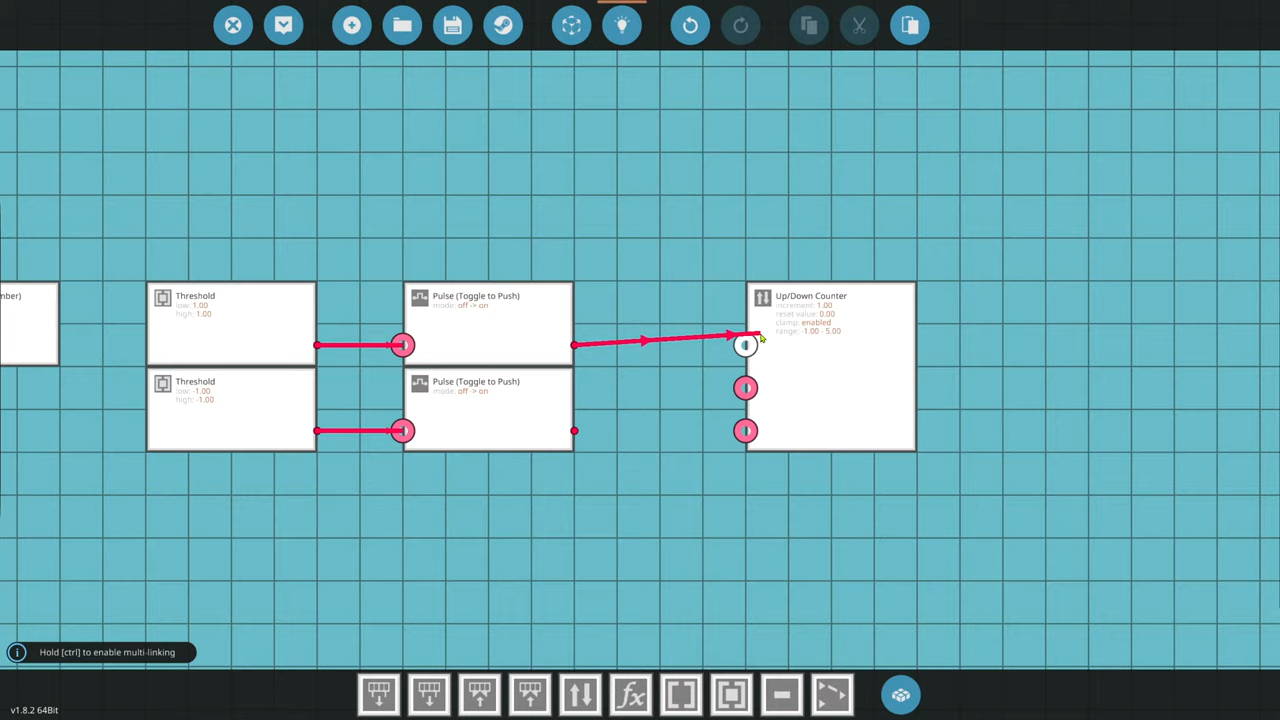 mber)
Threshold
low: 1.00
high: 1.00
Pulse (Toggle to Push)
mode: off -> on
Up/Down Counter
increment: 1.00
reset value: 0.00
clamp: enabled
range: -1.00 - 5.00
Threshold
low: -1.00
high: -1.00
Pulse (Toggle to Push)
mode: off -> on
i Hold [ctrl] to enable multi-linking
fx
v1.8.2 64Bit